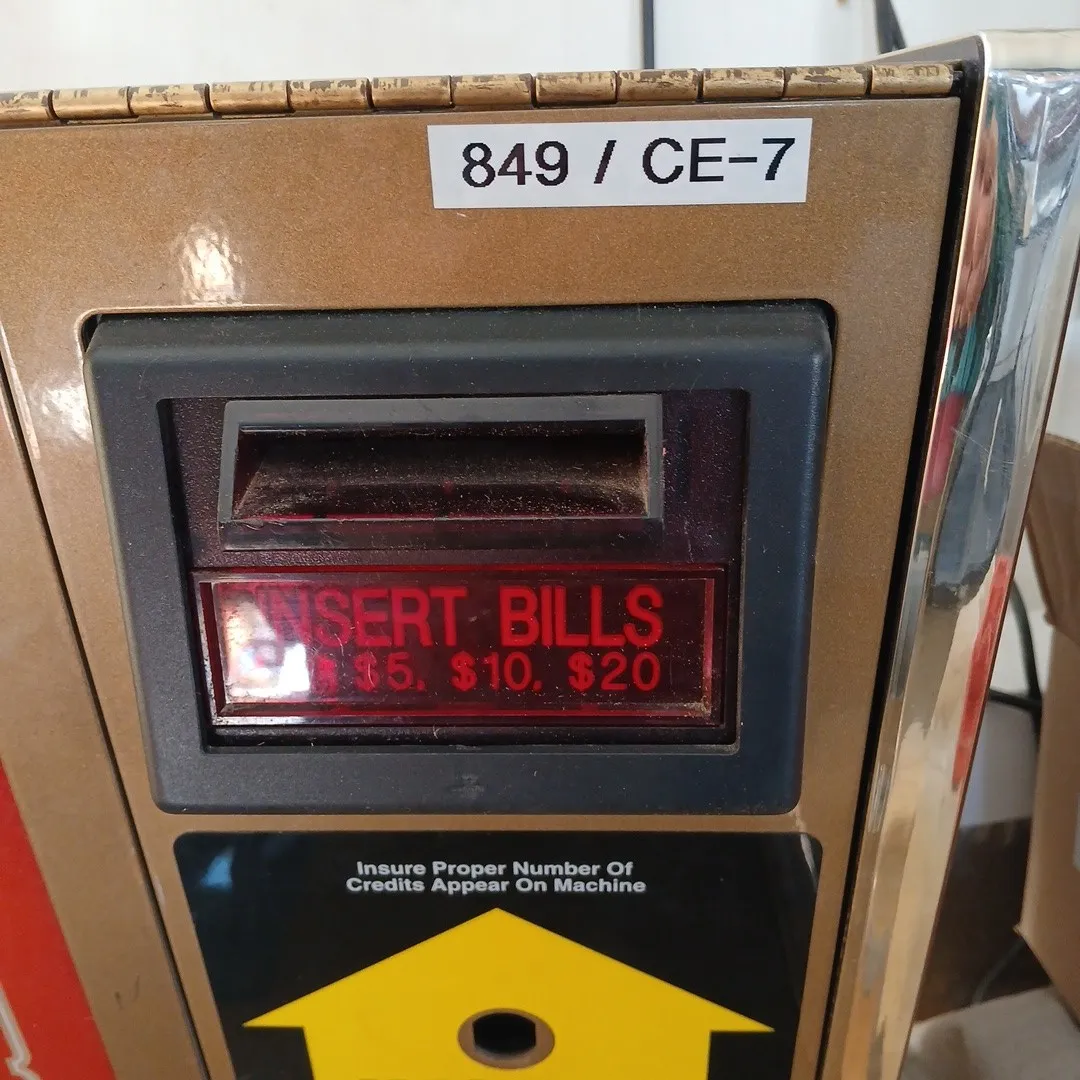 849 / CE-7
INSERT BILLS
$5, $10, $20
Insure Proper Number Of
Credits Appear On Machine